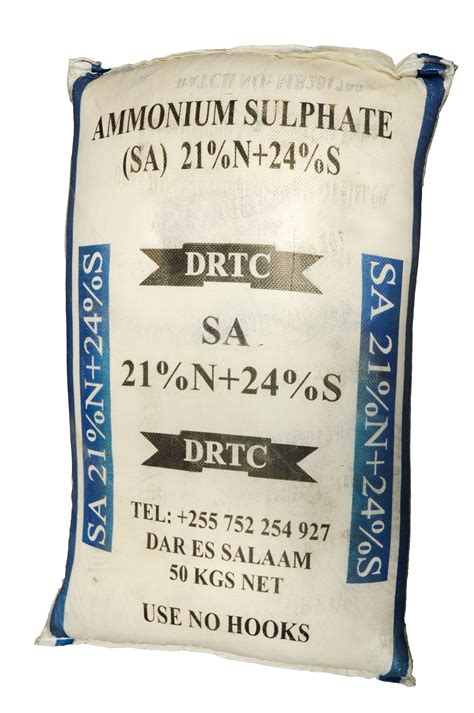 AMMONIUM SULPHATE
(SA) 21%N+24%S
DRTC
SA
21%N+24%S
DRTC
SA 21%N+24%S
SA 21%N+24%S
TEL: +255 752 254 927
DAR ES SALAAM
50 KGS NET
USE NO HOOKS